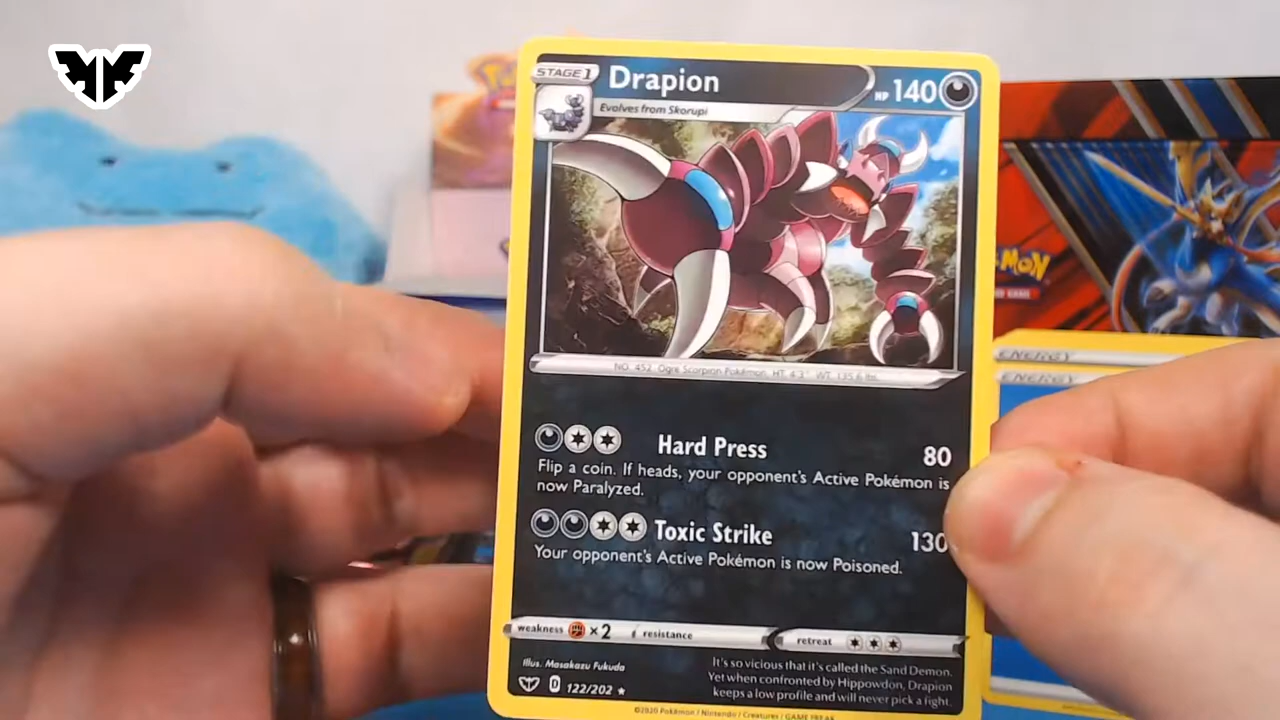 STAGE 1
Drapion
HP 140
Evolves from Skorupi
NO. 452 Ogre Scorpion Pokémon HT: 4'3" WT: 135.6 lbs.
Hard Press 80
Flip a coin. If heads, your opponent's Active Pokémon is
now Paralyzed.
Toxic Strike 130
Your opponent's Active Pokémon is now Poisoned.
weakness ×2 resistance retreat
Illus. Masakazu Fukuda
It's so vicious that it's called the Sand Demon.
Yet when confronted by Hippowdon, Drapion
keeps a low profile and will never pick a fight.
D 122/202 ★
©2020 Pokémon / Nintendo / Creatures / GAME FREAK
ENERGY
ENERGY